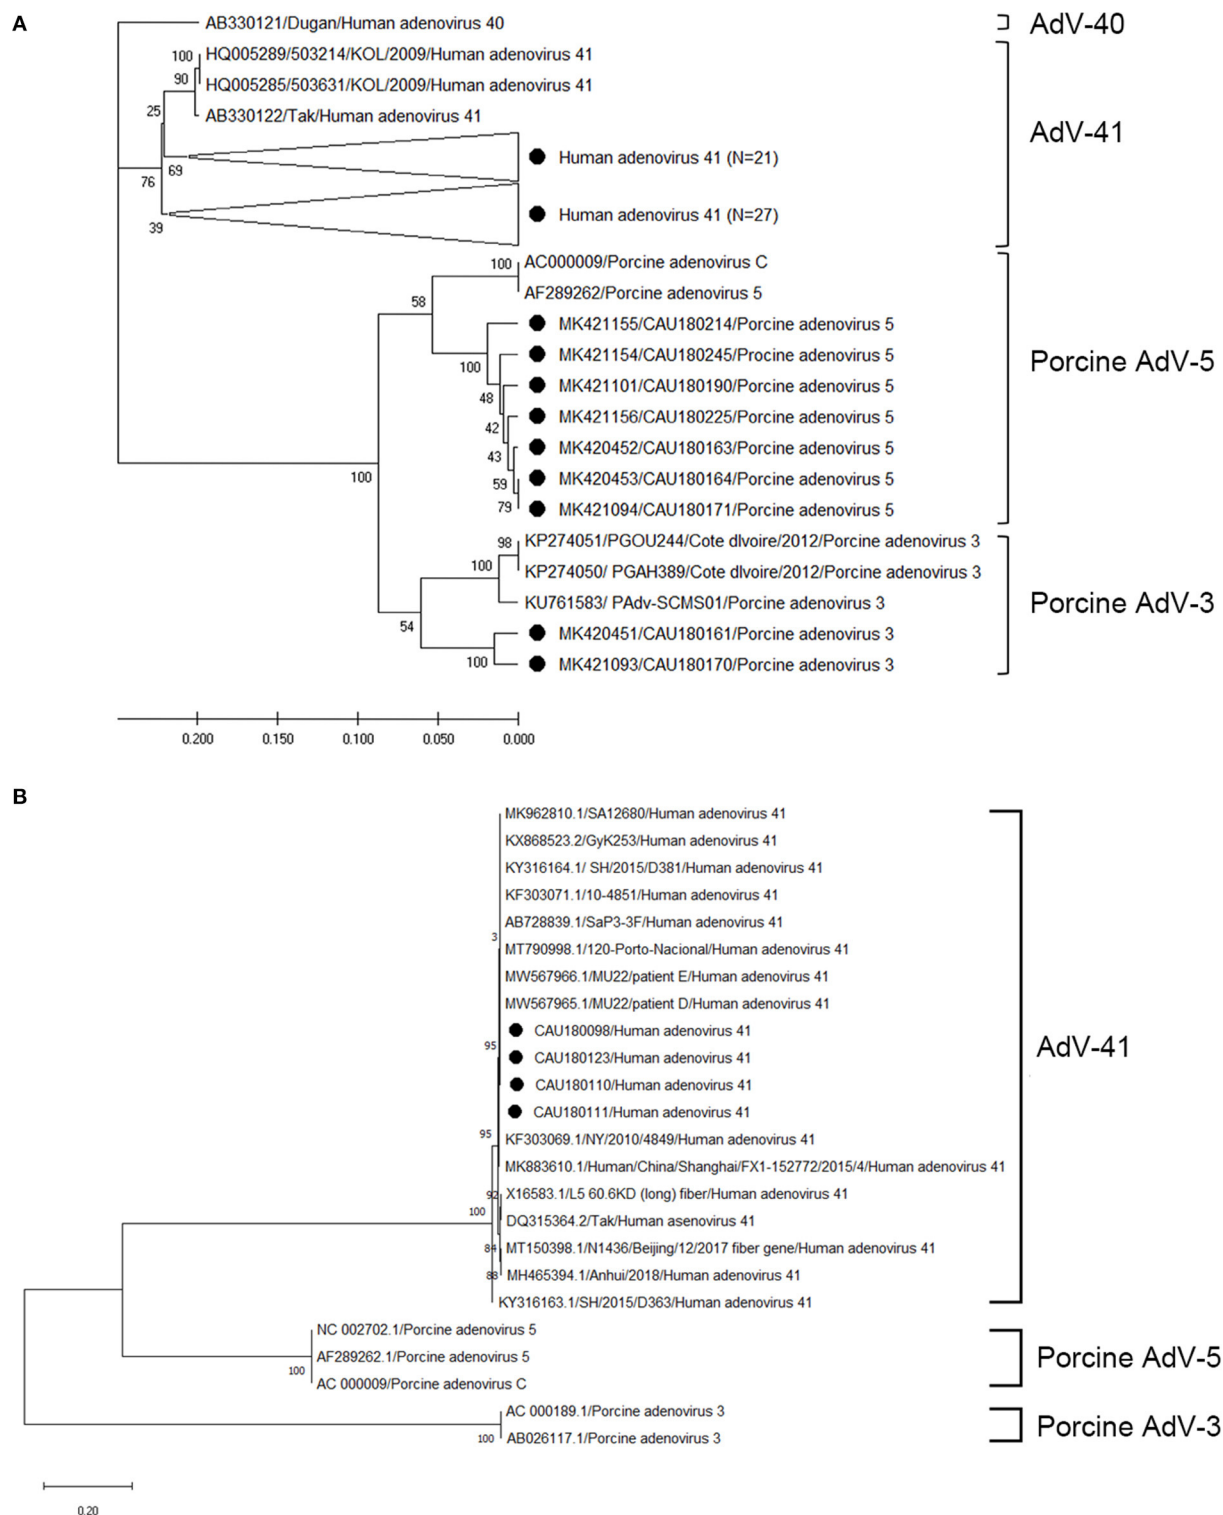 A
AB330121/Dugan/Human adenovirus 40
AdV-40
100
HQ005289/503214/KOL/2009/Human adenovirus 41
90
HQ005285/503631/KOL/2009/Human adenovirus 41
25
AB330122/Tak/Human adenovirus 41
AdV-41
Human adenovirus 41 (N=21)
69
76
Human adenovirus 41 (N=27)
39
100
AC000009/Porcine adenovirus C
AF289262/Porcine adenovirus 5
58
MK421155/CAU180214/Porcine adenovirus 5
MK421154/CAU180245/Procine adenovirus 5
Porcine AdV-5
100
MK421101/CAU180190/Porcine adenovirus 5
48
MK421156/CAU180225/Porcine adenovirus 5
42
MK420452/CAU180163/Porcine adenovirus 5
43
MK420453/CAU180164/Porcine adenovirus 5
59
100
MK421094/CAU180171/Porcine adenovirus 5
79
98
KP274051/PGOU244/Cote dIvoire/2012/Porcine adenovirus 3
100
KP274050/ PGAH389/Cote dIvoire/2012/Porcine adenovirus 3
KU761583/ PAdv-SCMS01/Porcine adenovirus 3
Porcine AdV-3
54
MK420451/CAU180161/Porcine adenovirus 3
100
MK421093/CAU180170/Porcine adenovirus 3
0.200 0.150 0.100 0.050 0.000
B
MK962810.1/SA12680/Human adenovirus 41
KX868523.2/GyK253/Human adenovirus 41
KY316164.1/ SH/2015/D381/Human adenovirus 41
KF303071.1/10-4851/Human adenovirus 41
AB728839.1/SaP3-3F/Human adenovirus 41
3
MT790998.1/120-Porto-Nacional/Human adenovirus 41
MW567966.1/MU22/patient E/Human adenovirus 41
MW567965.1/MU22/patient D/Human adenovirus 41
CAU180098/Human adenovirus 41
95
AdV-41
CAU180123/Human adenovirus 41
CAU180110/Human adenovirus 41
CAU180111/Human adenovirus 41
95
KF303069.1/NY/2010/4849/Human adenovirus 41
MK883610.1/Human/China/Shanghai/FX1-152772/2015/4/Human adenovirus 41
92
X16583.1/L5 60.6KD (long) fiber/Human adenovirus 41
100
DQ315364.2/Tak/Human asenovirus 41
84
MT150398.1/N1436/Beijing/12/2017 fiber gene/Human adenovirus 41
88
MH465394.1/Anhui/2018/Human adenovirus 41
KY316163.1/SH/2015/D363/Human adenovirus 41
NC 002702.1/Porcine adenovirus 5
AF289262.1/Porcine adenovirus 5
Porcine AdV-5
100
AC 000009/Porcine adenovirus C
AC 000189.1/Porcine adenovirus 3
Porcine AdV-3
100
AB026117.1/Porcine adenovirus 3
0.20